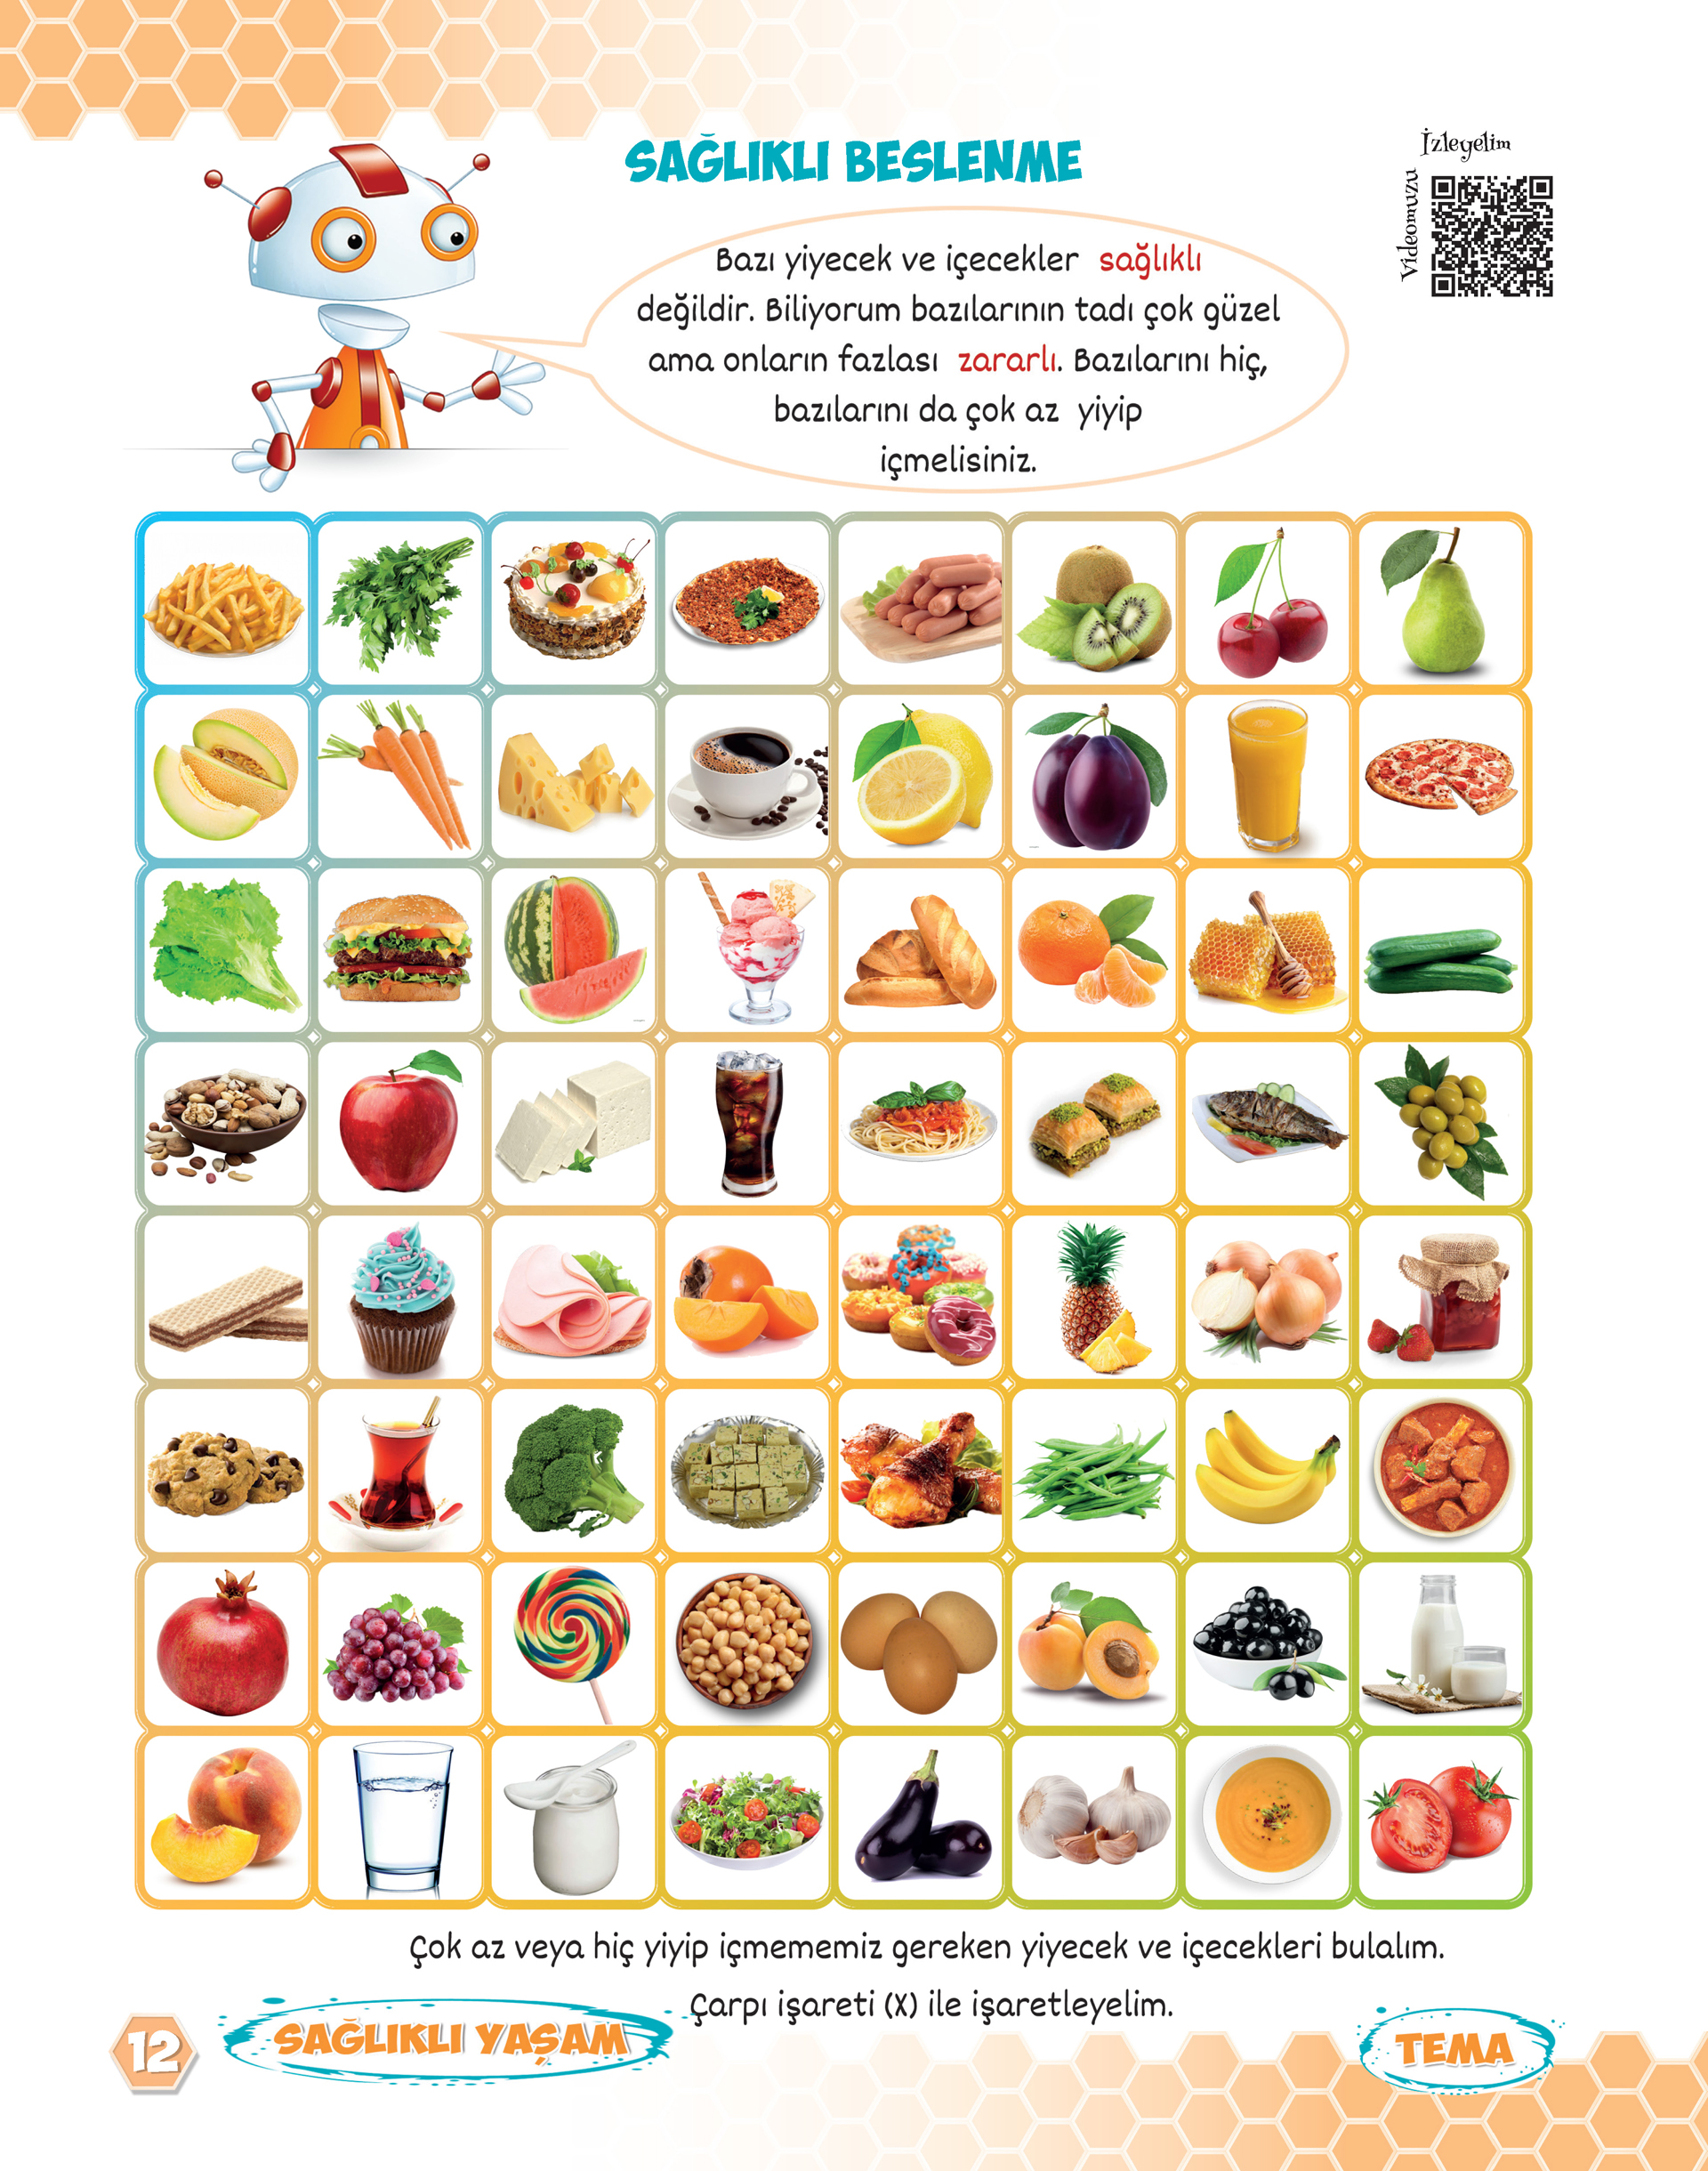 SAĞLIKLI BESLENME
İzleyelim
Videomuzu
Bazı yiyecek ve içecekler sağlıklı
değildir. Biliyorum bazılarının tadı çok güzel
ama onların fazlası zararlı. Bazılarını hiç,
bazılarını da çok az yiyip
içmelisiniz.
Çok az veya hiç yiyip içmememiz gereken yiyecek ve içecekleri bulalım.
Çarpı işareti (X) ile işaretleyelim.
12
SAĞLIKLI YAŞAM
TEMA